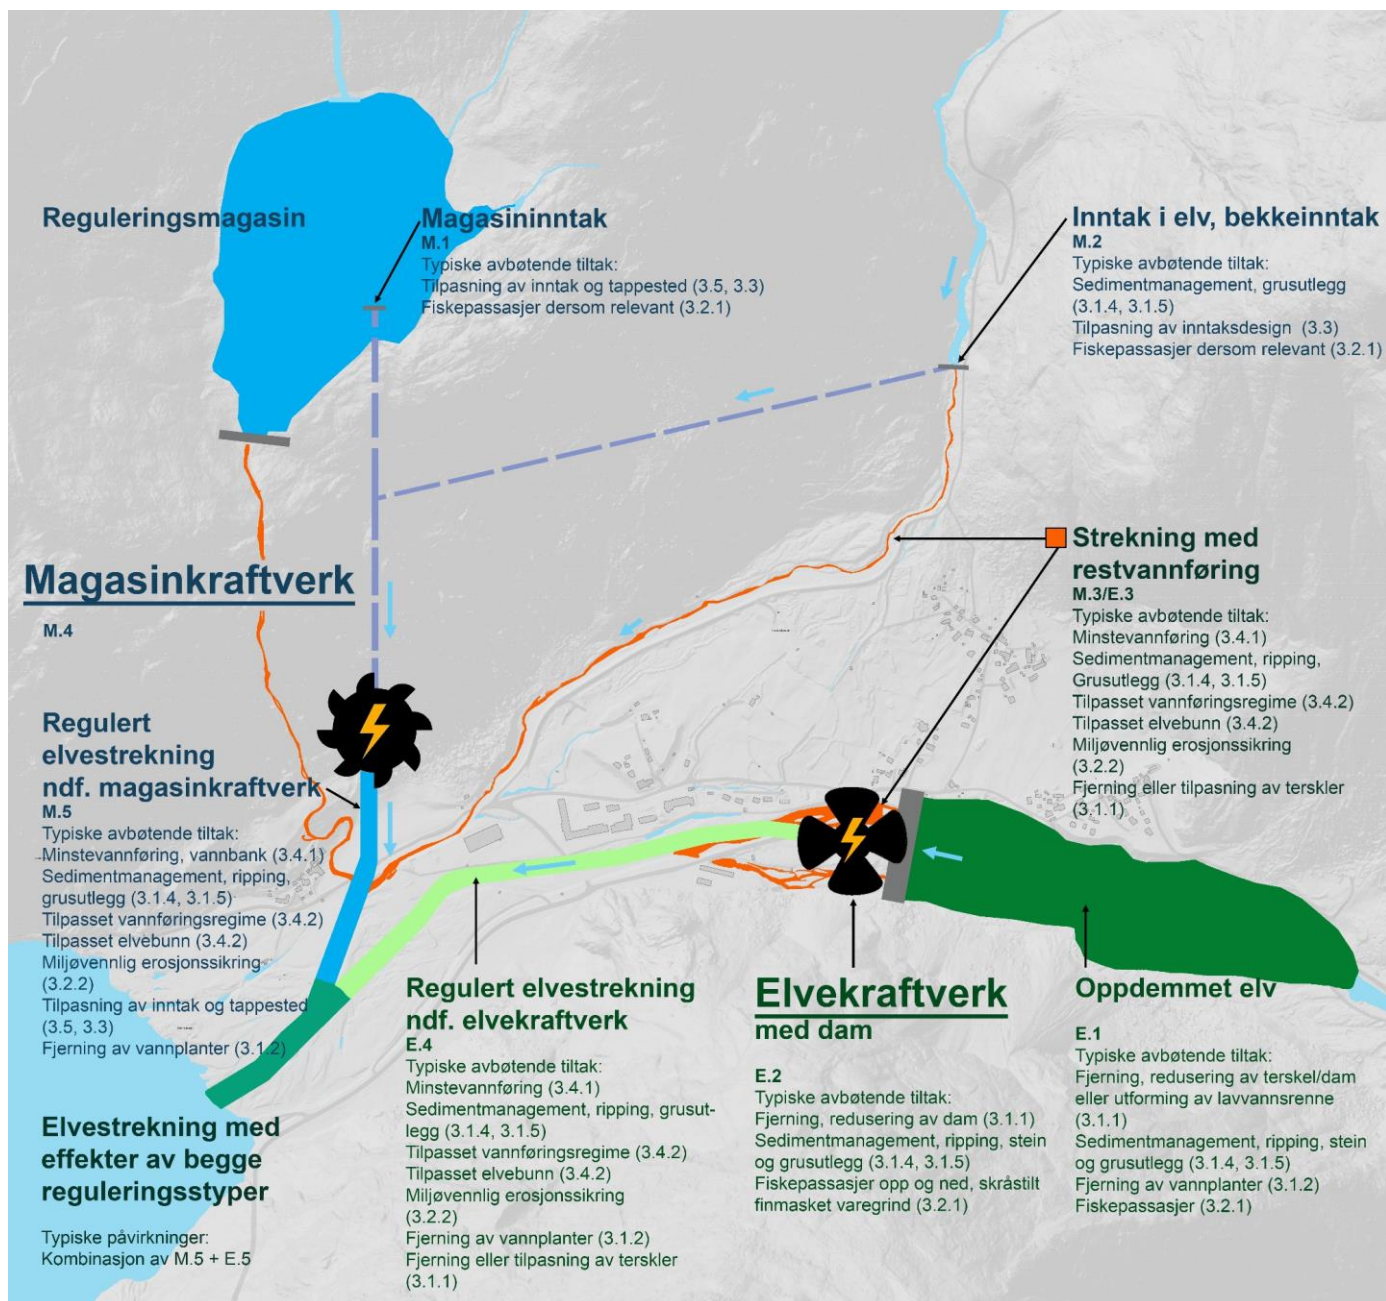 Reguleringsmagasin
Magasininntak
M.1
Typiske avbøtende tiltak:
Tilpasning av inntak og tappested (3.5, 3.3)
Fiskepassasjer dersom relevant (3.2.1)
Inntak i elv, bekkeinntak
M.2
Typiske avbøtende tiltak:
Sedimentmanagement, grusutlegg
(3.1.4, 3.1.5)
Tilpasning av inntaksdesign (3.3)
Fiskepassasjer dersom relevant (3.2.1)
Strekning med
restvannføring
M.3/E.3
Typiske avbøtende tiltak:
Minstevannføring (3.4.1)
Sedimentmanagement, ripping,
Grusutlegg (3.1.4, 3.1.5)
Tilpasset vannføringsregime (3.4.2)
Tilpasset elvebunn (3.4.2)
Miljøvennlig erosjonssikring
(3.2.2)
Fjerning eller tilpasning av terskler
(3.1.1)
Magasinkraftverk
M.4
Regulert
elvestrekning
ndf. magasinkraftverk
M.5
Typiske avbøtende tiltak:
Minstevannføring, vannbank (3.4.1)
Sedimentmanagement, ripping,
grusutlegg (3.1.4, 3.1.5)
Tilpasset vannføringsregime (3.4.2)
Tilpasset elvebunn (3.4.2)
Miljøvennlig erosjonssikring
(3.2.2)
Tilpasning av inntak og tappested
(3.5, 3.3)
Fjerning av vannplanter (3.1.2)
Elvestrekning med
effekter av begge
reguleringsstyper
Typiske påvirkninger:
Kombinasjon av M.5 + E.5
Regulert elvestrekning
ndf. elvekraftverk
E.4
Typiske avbøtende tiltak:
Minstevannføring (3.4.1)
Sedimentmanagement, ripping, grusut-
legg (3.1.4, 3.1.5)
Tilpasset vannføringsregime (3.4.2)
Tilpasset elvebunn (3.4.2)
Miljøvennlig erosjonssikring
(3.2.2)
Fjerning av vannplanter (3.1.2)
Fjerning eller tilpasning av terskler
(3.1.1)
Elvekraftverk
med dam
E.2
Typiske avbøtende tiltak:
Fjerning, redusering av dam (3.1.1)
Sedimentmanagement, ripping, stein
og grusutlegg (3.1.4, 3.1.5)
Fiskepassasjer opp og ned, skråstilt
finmasket varegrind (3.2.1)
Oppdemmet elv
E.1
Typiske avbøtende tiltak:
Fjerning, redusering av terskel/dam
eller utforming av lavvannsrenne
(3.1.1)
Sedimentmanagement, ripping, stein
og grusutlegg (3.1.4, 3.1.5)
Fjerning av vannplanter (3.1.2)
Fiskepassasjer (3.2.1)